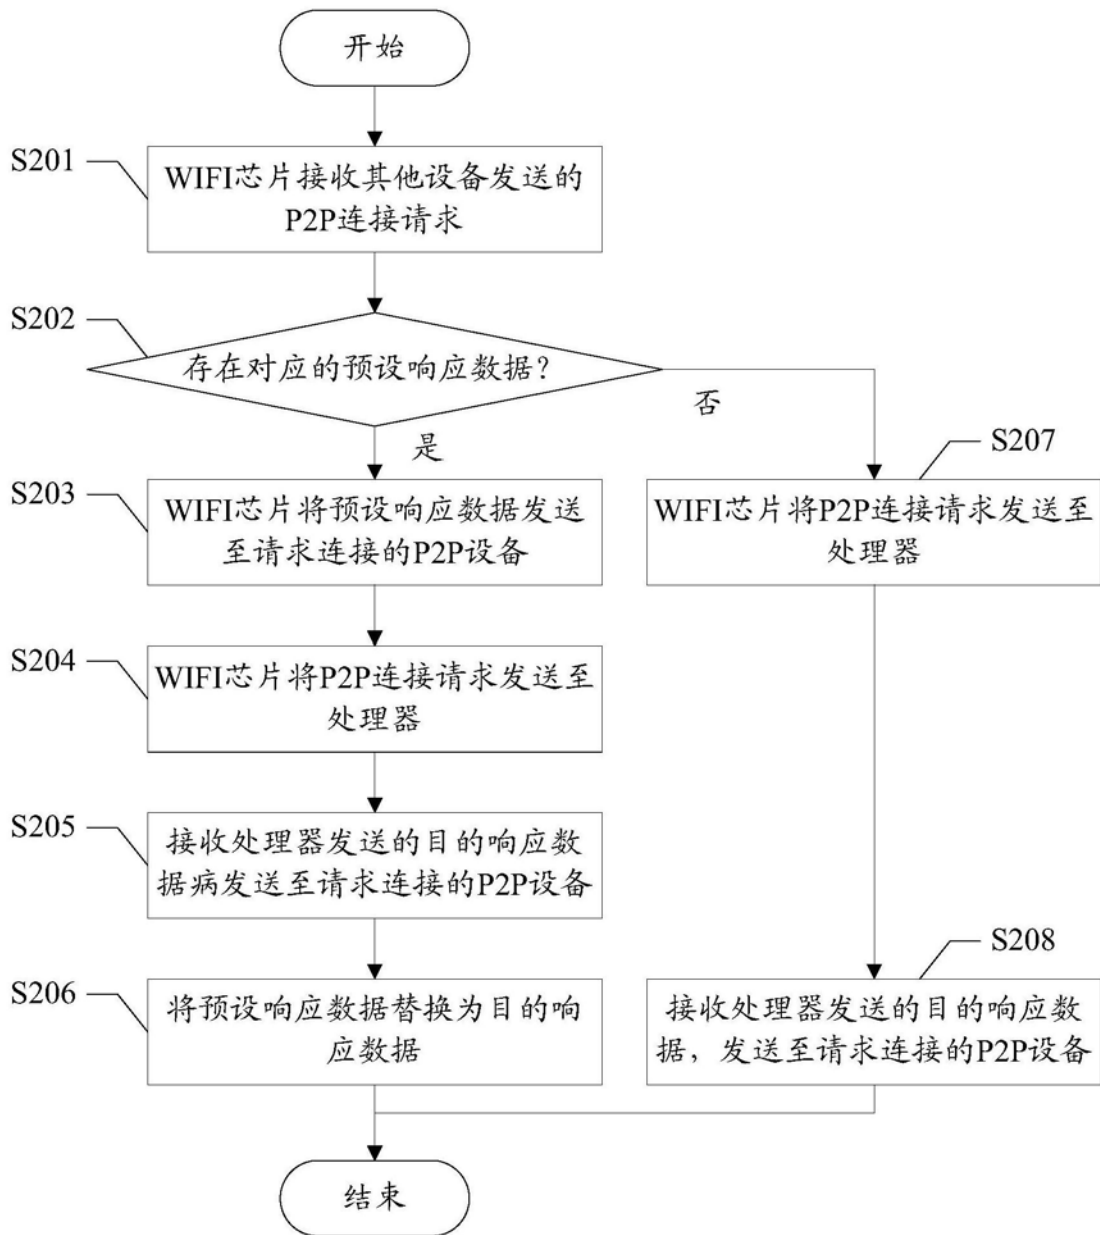 开始
S201
WIFI芯片接收其他设备发送的
P2P连接请求
S202
存在对应的预设响应数据？
否
是
S203
WIFI芯片将预设响应数据发送
至请求连接的P2P设备
S207
WIFI芯片将P2P连接请求发送至
处理器
S204
WIFI芯片将P2P连接请求发送至
处理器
S205
接收处理器发送的目的响应数
据病发送至请求连接的P2P设备
S206
将预设响应数据替换为目的响
应数据
S208
接收处理器发送的目的响应数
据，发送至请求连接的P2P设备
结束